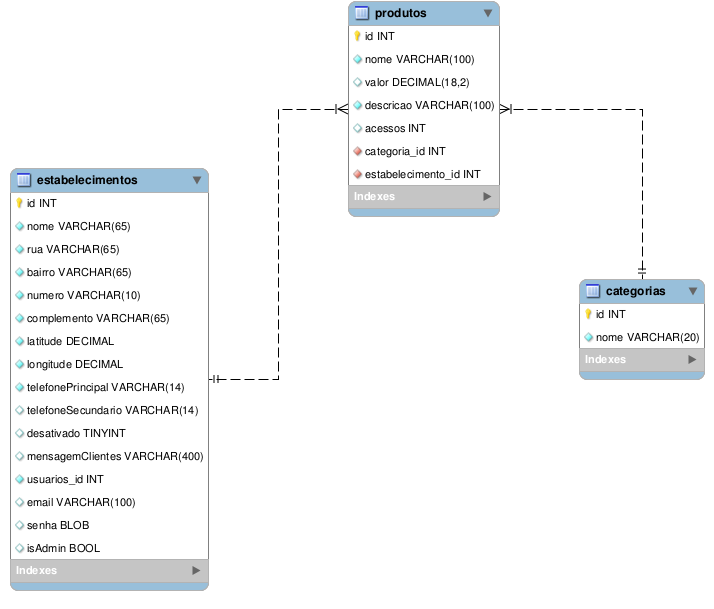 produtos
id INT
nome VARCHAR(100)
valor DECIMAL(18,2)
descricao VARCHAR(100)
acessos INT
categoria_id INT
estabelecimento_id INT
Indexes
estabelecimentos
id INT
nome VARCHAR(65)
rua VARCHAR(65)
bairro VARCHAR(65)
numero VARCHAR(10)
complemento VARCHAR(65)
latitude DECIMAL
longitude DECIMAL
telefonePrincipal VARCHAR(14)
telefoneSecundario VARCHAR(14)
desativado TINYINT
mensagemClientes VARCHAR(400)
usuarios_id INT
email VARCHAR(100)
senha BLOB
isAdmin BOOL
Indexes
categorias
id INT
nome VARCHAR(20)
Indexes